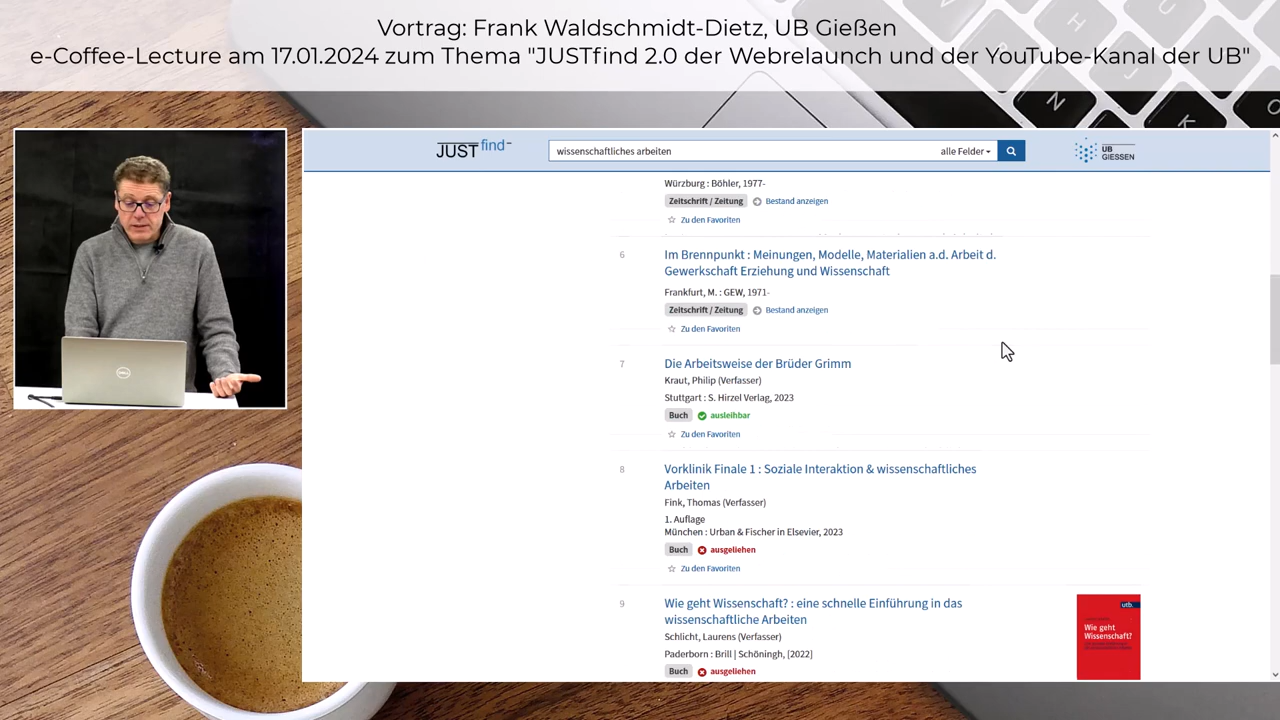 Vortrag: Frank Waldschmidt-Dietz, UB Gießen
e-Coffee-Lecture am 17.01.2024 zum Thema "JUSTfind 2.0 der Webrelaunch und der YouTube-Kanal der UB"
JUST find
wissenschaftliches arbeiten
alle Felder
UB
GIESSEN
Würzburg : Böhler, 1977-
Zeitschrift / Zeitung Bestand anzeigen
Zu den Favoriten
6
Im Brennpunkt : Meinungen, Modelle, Materialien a.d. Arbeit d.
Gewerkschaft Erziehung und Wissenschaft
Frankfurt, M. : GEW, 1971-
Zeitschrift / Zeitung Bestand anzeigen
Zu den Favoriten
7
Die Arbeitsweise der Brüder Grimm
Kraut, Philip (Verfasser)
Stuttgart : S. Hirzel Verlag, 2023
Buch ausleihbar
Zu den Favoriten
8
Vorklinik Finale 1 : Soziale Interaktion & wissenschaftliches
Arbeiten
Fink, Thomas (Verfasser)
1. Auflage
München : Urban & Fischer in Elsevier, 2023
Buch ausgeliehen
Zu den Favoriten
9
Wie geht Wissenschaft? : eine schnelle Einführung in das
wissenschaftliche Arbeiten
Schlicht, Laurens (Verfasser)
Paderborn : Brill | Schöningh, [2022]
Buch ausgeliehen
utb.
Wie geht
Wissenschaft?
DELL
N
K
H